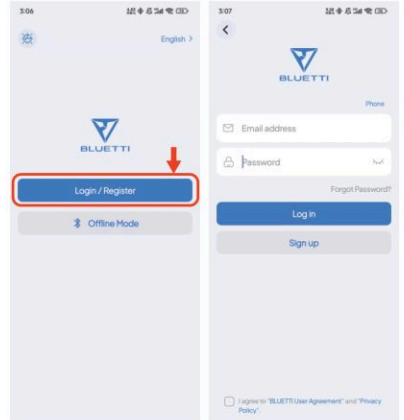 3:06
English >
BLUETTI
Login / Register
Offline Mode
3:07
BLUETTI
Phone
Email address
Password
Forgot Password?
Log in
Sign up
I agree to "BLUETTI User Agreement" and "Privacy
Policy".